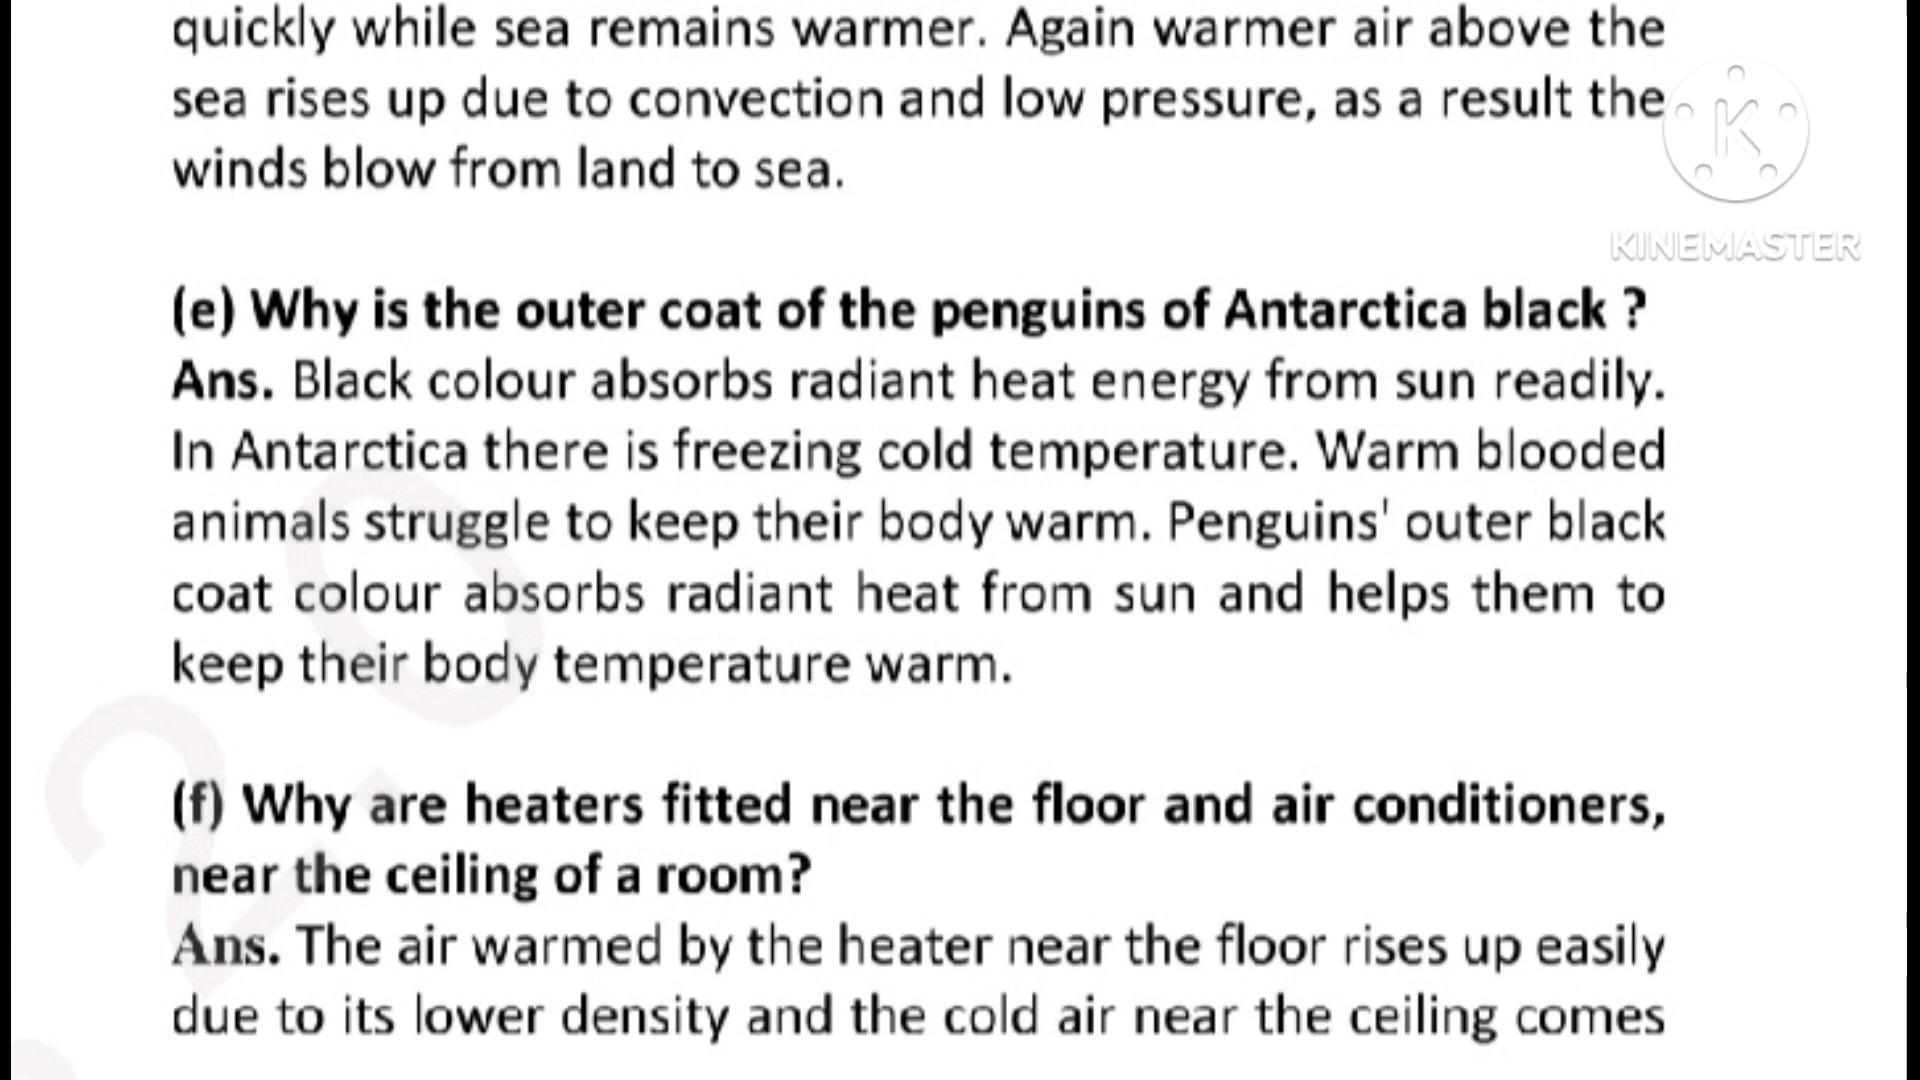 quickly while sea remains warmer. Again warmer air above the
sea rises up due to convection and low pressure, as a result the
winds blow from land to sea.
KINEMASTER
(e) Why is the outer coat of the penguins of Antarctica black ?
Ans. Black colour absorbs radiant heat energy from sun readily.
In Antarctica there is freezing cold temperature. Warm blooded
animals struggle to keep their body warm. Penguins' outer black
coat colour absorbs radiant heat from sun and helps them to
keep their body temperature warm.
(f) Why are heaters fitted near the floor and air conditioners,
near the ceiling of a room?
Ans. The air warmed by the heater near the floor rises up easily
due to its lower density and the cold air near the ceiling comes